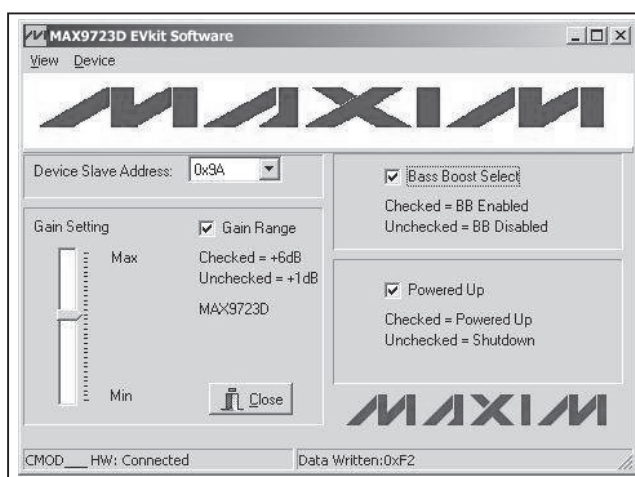 MAX9723D EVkit Software
View Device
MAXIM
Device Slave Address: 0x9A
Gain Setting
Max
Min
Gain Range
Checked = +6dB
Unchecked = +1dB
MAX9723D
Close
Bass Boost Select
Checked = BB Enabled
Unchecked = BB Disabled
Powered Up
Checked = Powered Up
Unchecked = Shutdown
MAXIM
CMOD___ HW: Connected
Data Written:0xF2